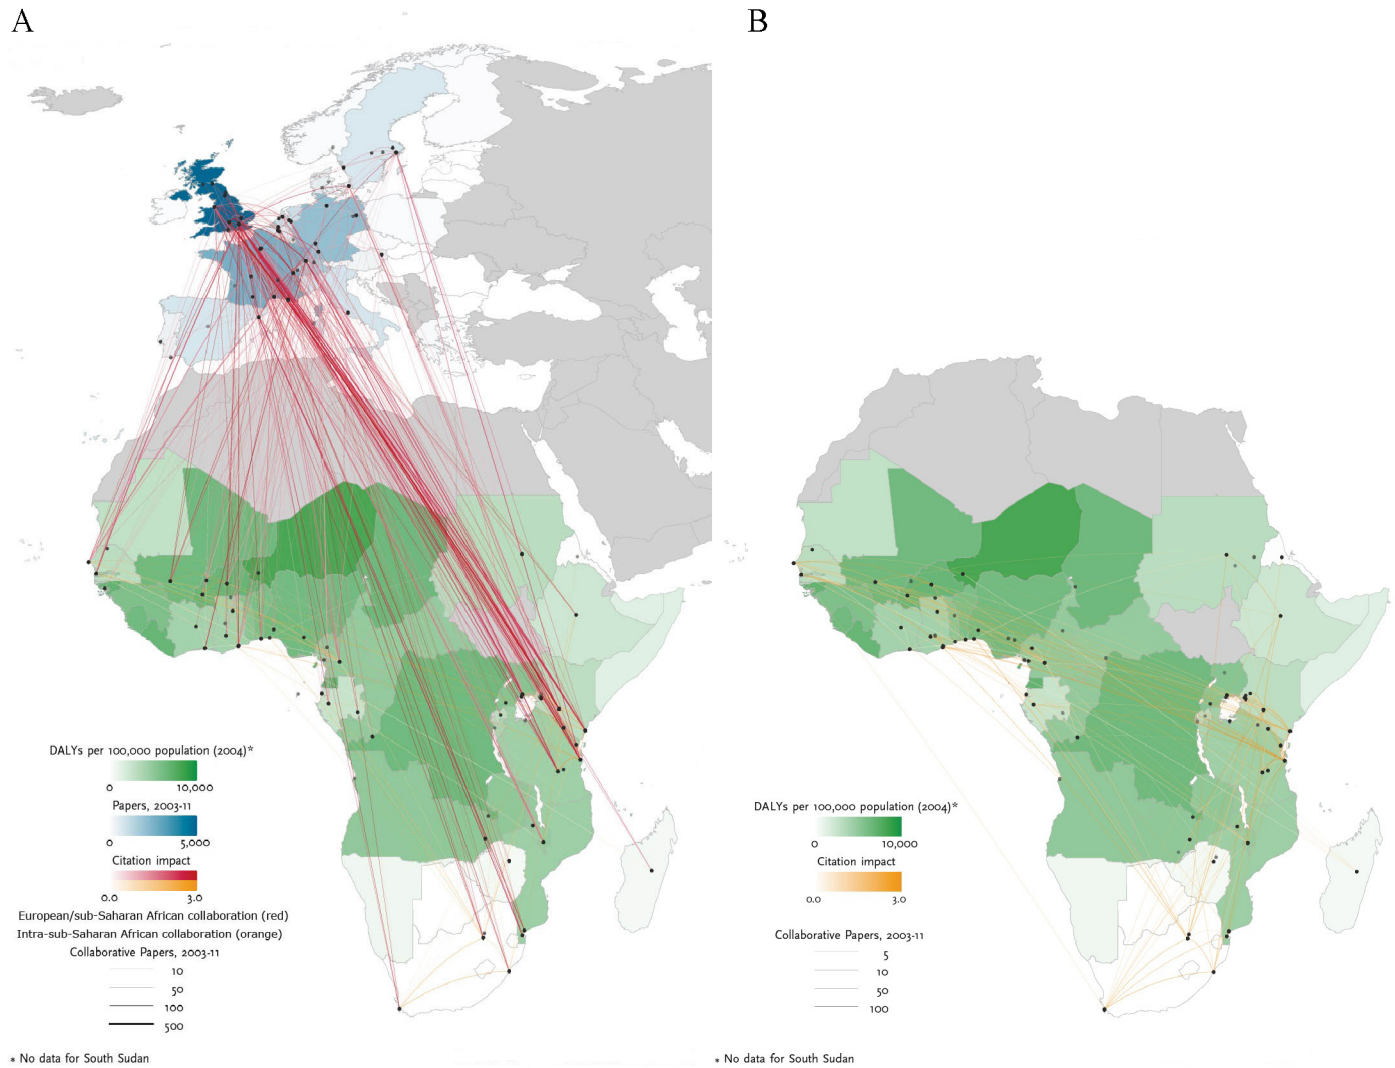 A
DALYs per 100,000 population (2004)*
0 10,000
Papers, 2003-11
0 5,000
Citation impact
0.0 3.0
European/sub-Saharan African collaboration (red)
Intra-sub-Saharan African collaboration (orange)
Collaborative Papers, 2003-11
10
50
100
500
* No data for South Sudan
B
DALYs per 100,000 population (2004)*
0 10,000
Citation impact
0.0 3.0
Collaborative Papers, 2003-11
5
10
50
100
* No data for South Sudan